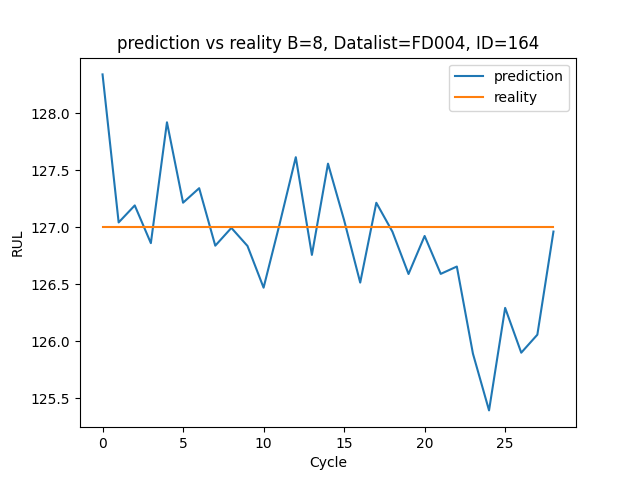 prediction vs reality B=8, Datalist=FD004, ID=164
prediction
reality
128.0
127.5
127.0
126.5
126.0
125.5
RUL
0 5 10 15 20 25
Cycle